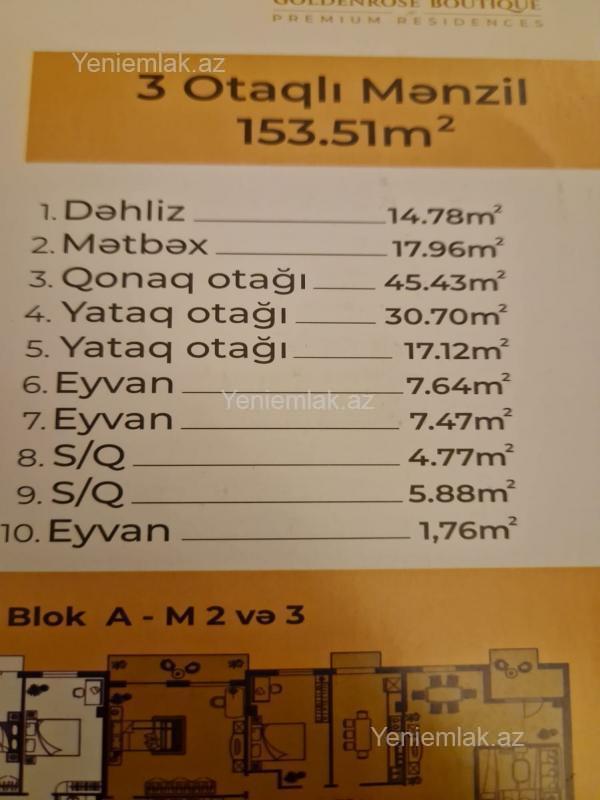 GOLDENROSE BOUTIQUE
PREMIUM RESIDENCES
Yeniemlak.az
3 Otaqlı Mənzil
153.51m²
1. Dəhliz 14.78m²
2. Mətbəx 17.96m²
3. Qonaq otağı 45.43m²
4. Yataq otağı 30.70m²
5. Yataq otağı 17.12m²
6. Eyvan 7.64m²
Yeniemlak.az
7. Eyvan 7.47m²
8. S/Q 4.77m²
9. S/Q 5.88m²
10. Eyvan 1,76m²
Blok A - M 2 və 3
Yeniemlak.az